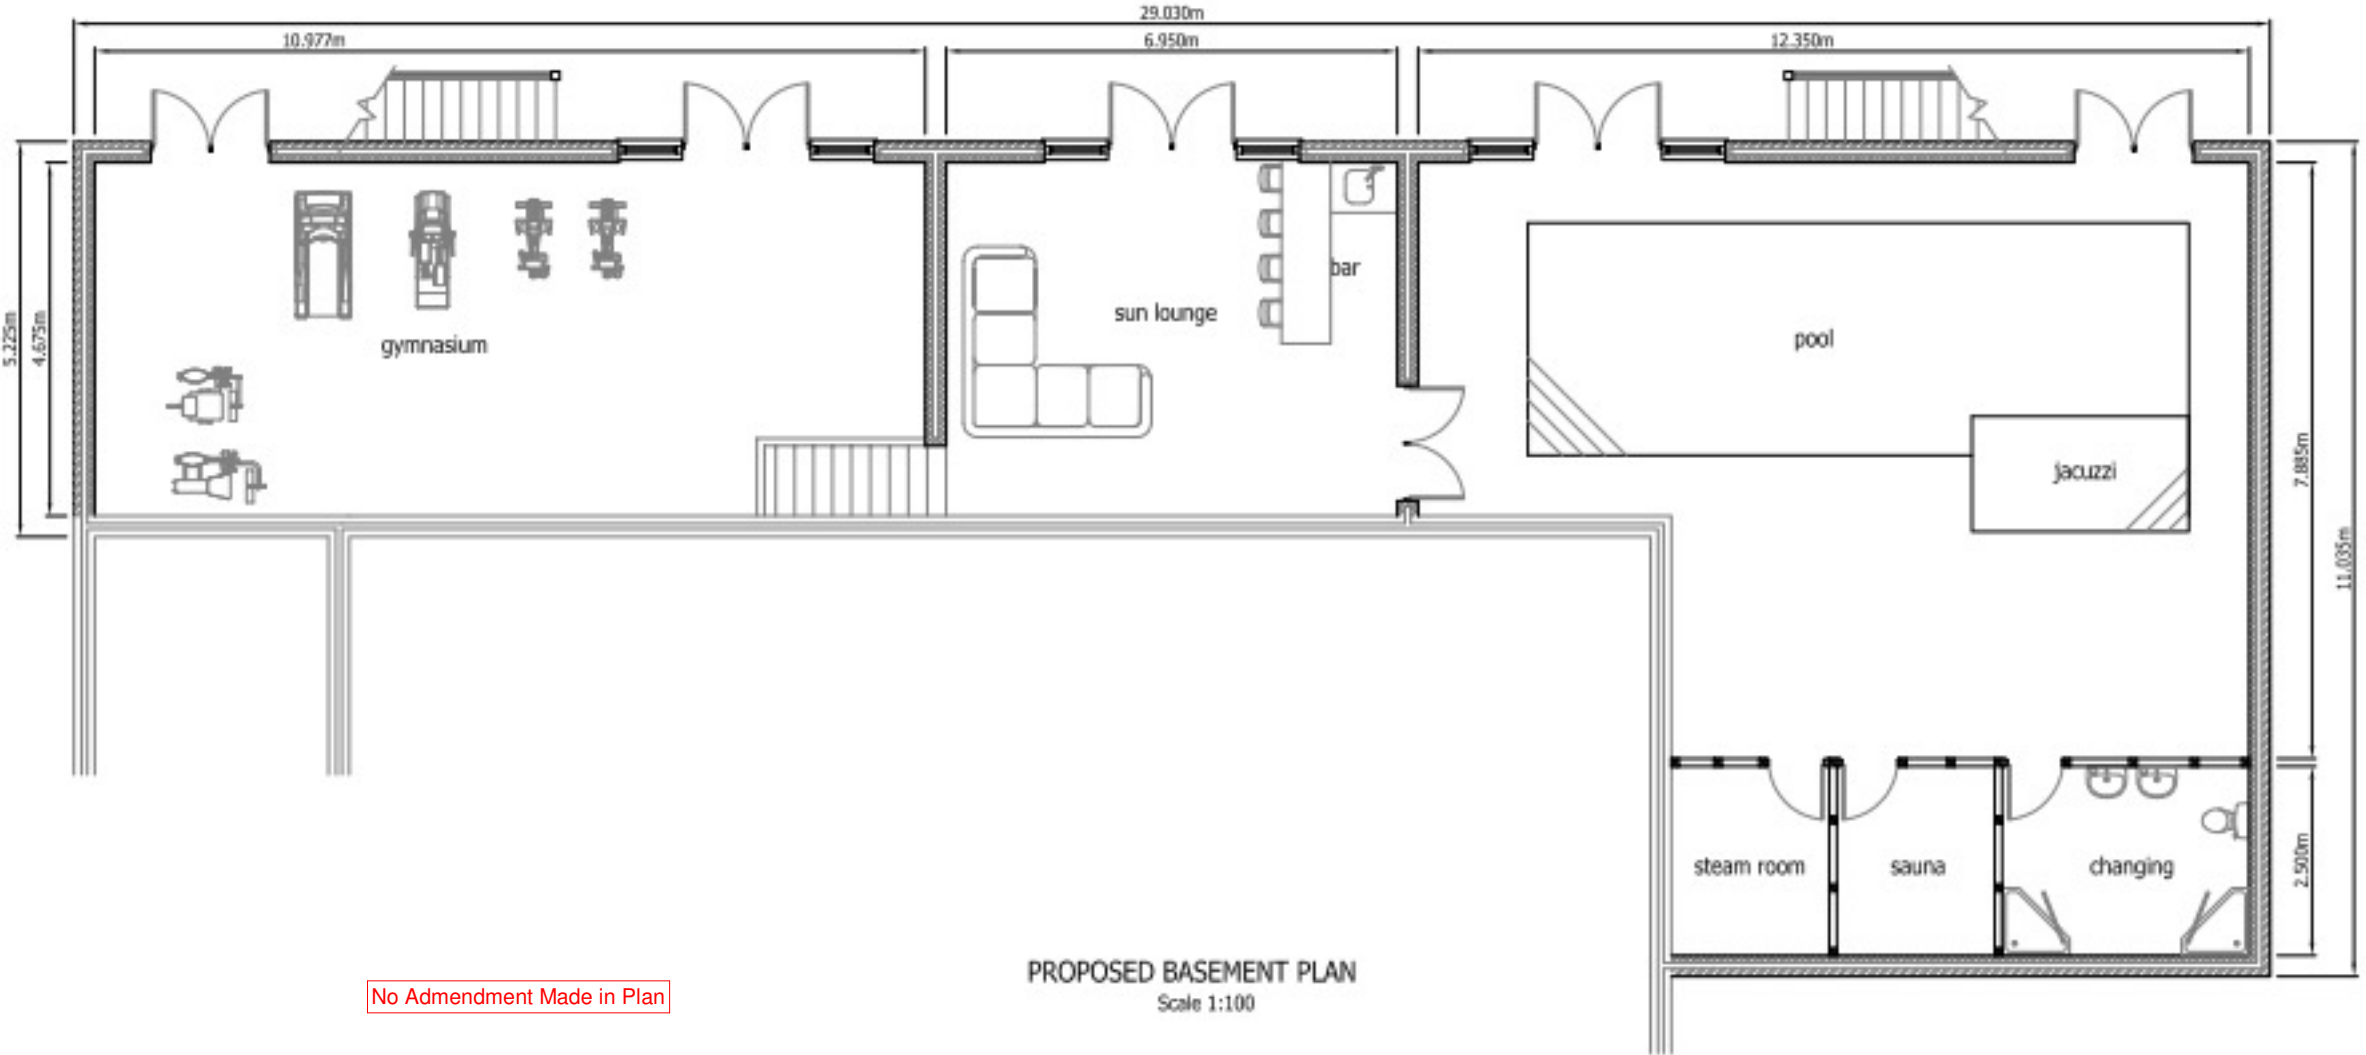 29.030m
10.977m 6.950m 12.350m
5.225m
4.675m
gymnasium
sun lounge
bar
pool
jacuzzi
7.885m
11.035m
steam room
sauna
changing
2.500m
PROPOSED BASEMENT PLAN
Scale 1:100
No Admendment Made in Plan